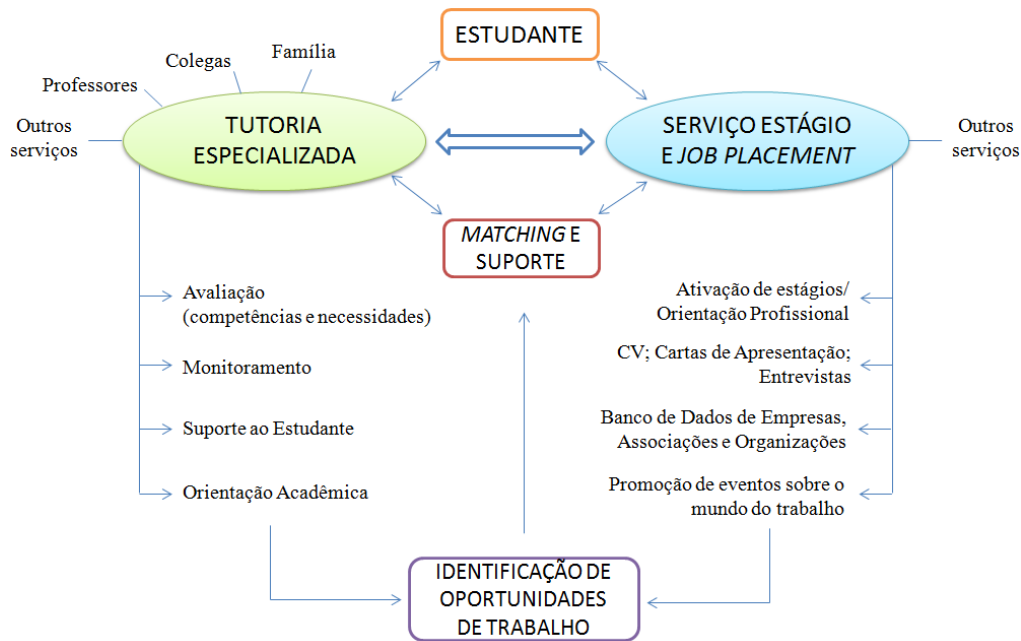 ESTUDANTE
Família
Colegas
Professores
Outros
serviços
TUTORIA
ESPECIALIZADA
SERVIÇO ESTÁGIO
E JOB PLACEMENT
Outros
serviços
MATCHING E
SUPORTE
Avaliação
(competências e necessidades)
Monitoramento
Suporte ao Estudante
Orientação Acadêmica
Ativação de estágios/
Orientação Profissional
CV; Cartas de Apresentação;
Entrevistas
Banco de Dados de Empresas,
Associações e Organizações
Promoção de eventos sobre o
mundo do trabalho
IDENTIFICAÇÃO DE
OPORTUNIDADES
DE TRABALHO